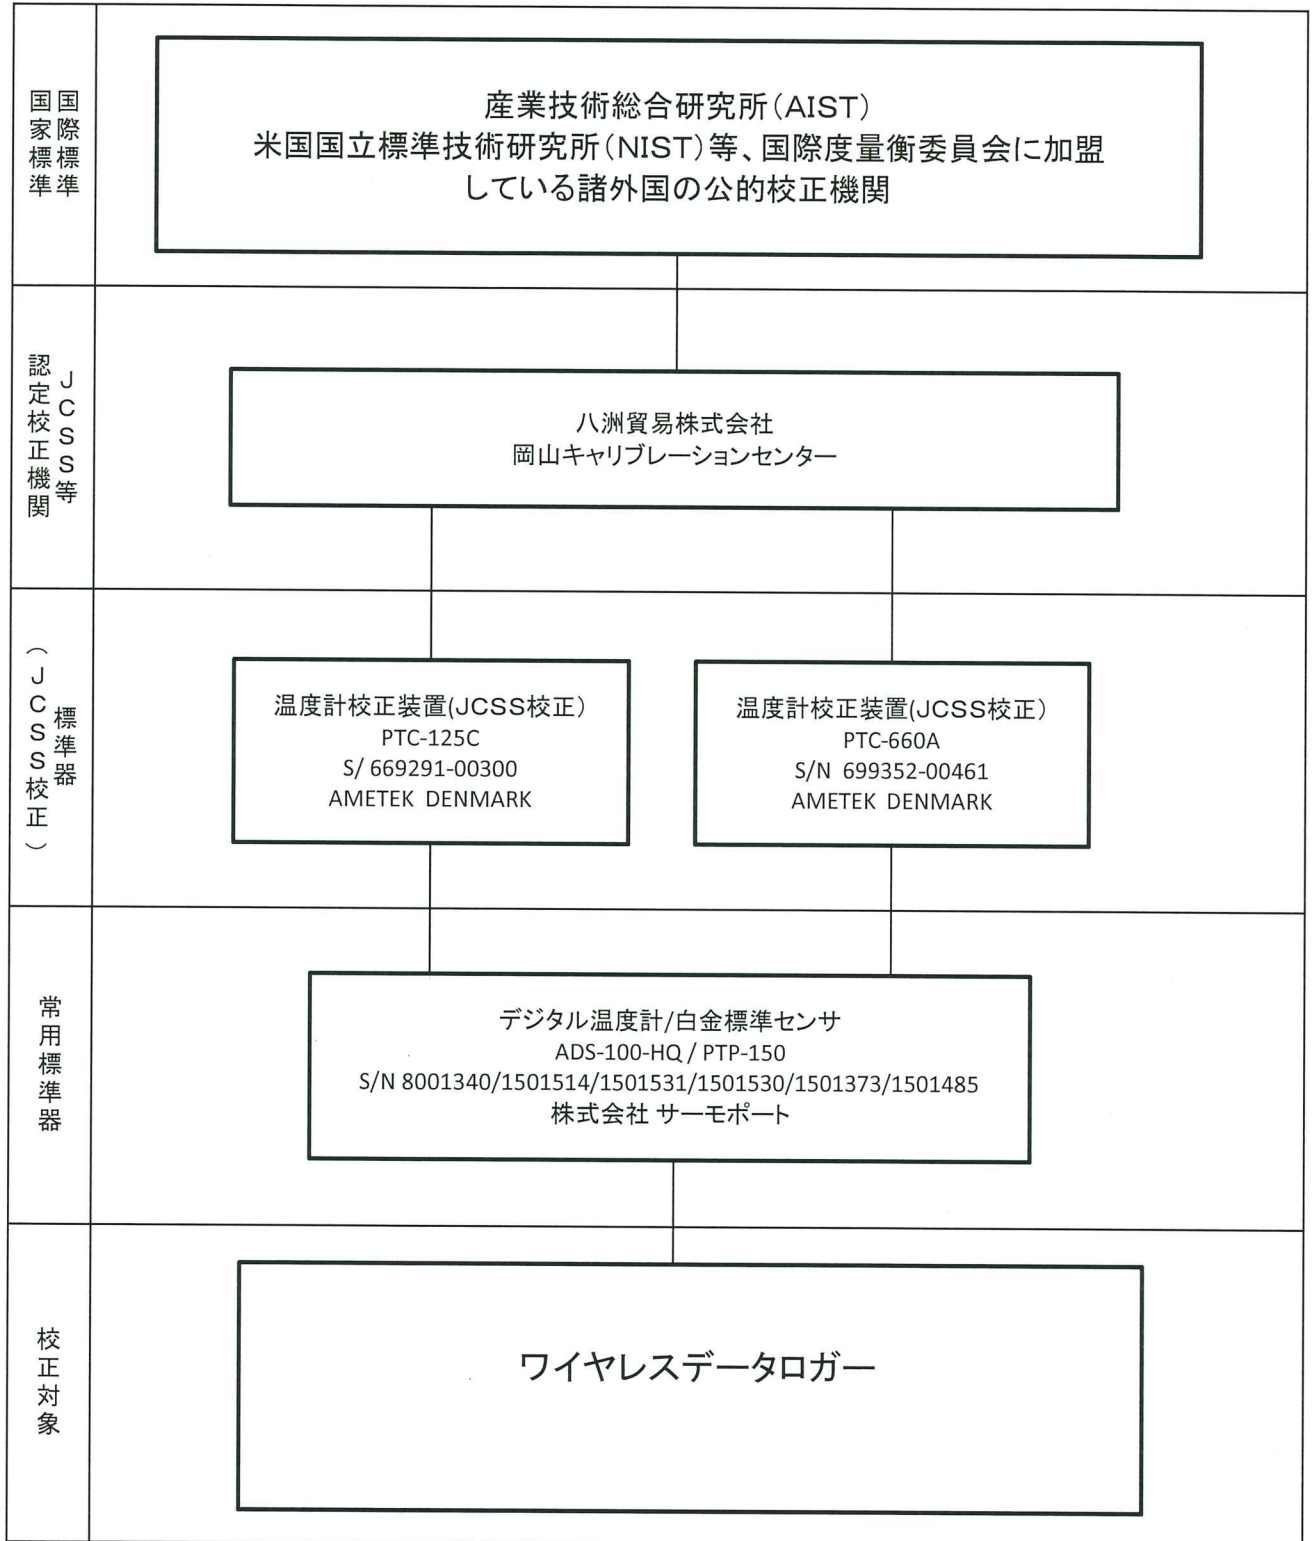 国際標準
国家標準
産業技術総合研究所（AIST）
米国国立標準技術研究所（NIST）等、国際度量衡委員会に加盟
している諸外国の公的校正機関
JCSS等
認定校正機関
八洲貿易株式会社
岡山キャリブレーションセンター
標準器
（JCSS校正）
温度計校正装置(JCSS校正）
PTC-125C
S/ 669291-00300
AMETEK DENMARK
温度計校正装置(JCSS校正）
PTC-660A
S/N 699352-00461
AMETEK DENMARK
常用標準器
デジタル温度計/白金標準センサ
ADS-100-HQ / PTP-150
S/N 8001340/1501514/1501531/1501530/1501373/1501485
株式会社 サーモポート
校正対象
ワイヤレスデータロガー